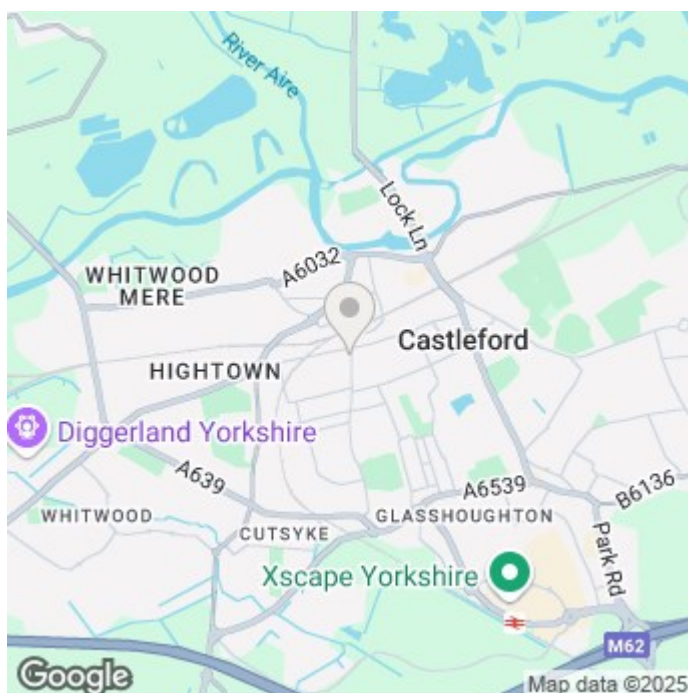 River Aire
Lock Ln
A6032
WHITWOOD
MERE
Castleford
HIGHTOWN
Diggerland Yorkshire
A639
A6539
B6136
WHITWOOD
GLASSHOUGHTON
CUTSYKE
Park Rd
Xscape Yorkshire
M62
Google
Map data ©2025